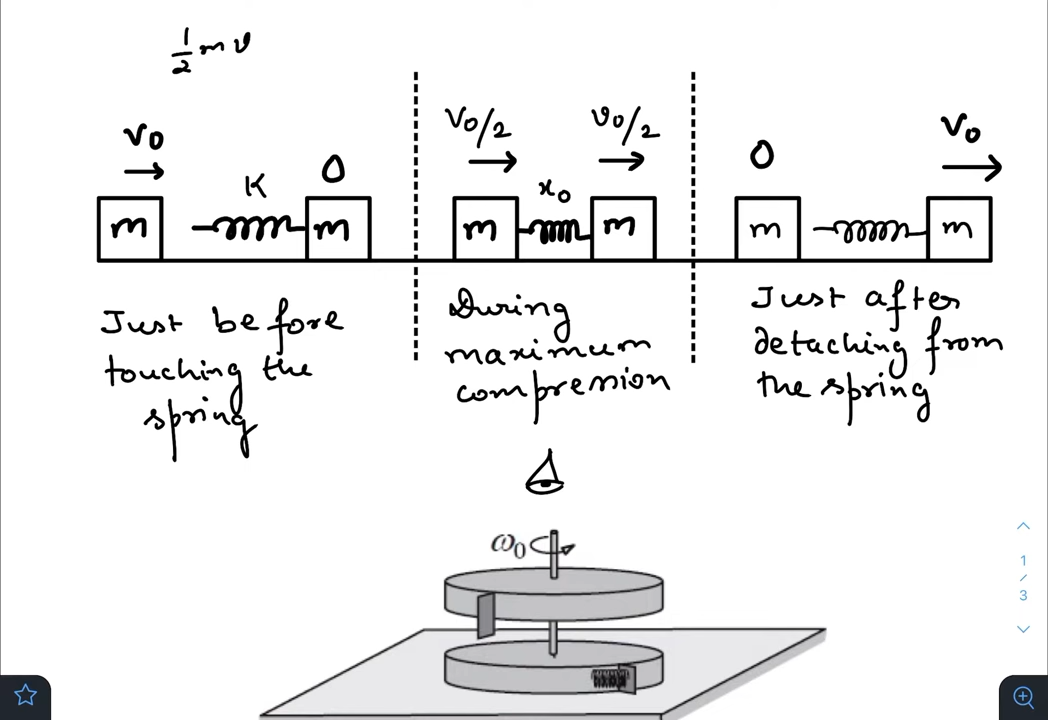 1/2 m v
v0
K
0
m
m
Just before
touching the
spring
V0/2
v0/2
x0
m
m
During
maximum
compression
0
v0
m
m
Just after
detaching from
the spring
ω0
1
/
3